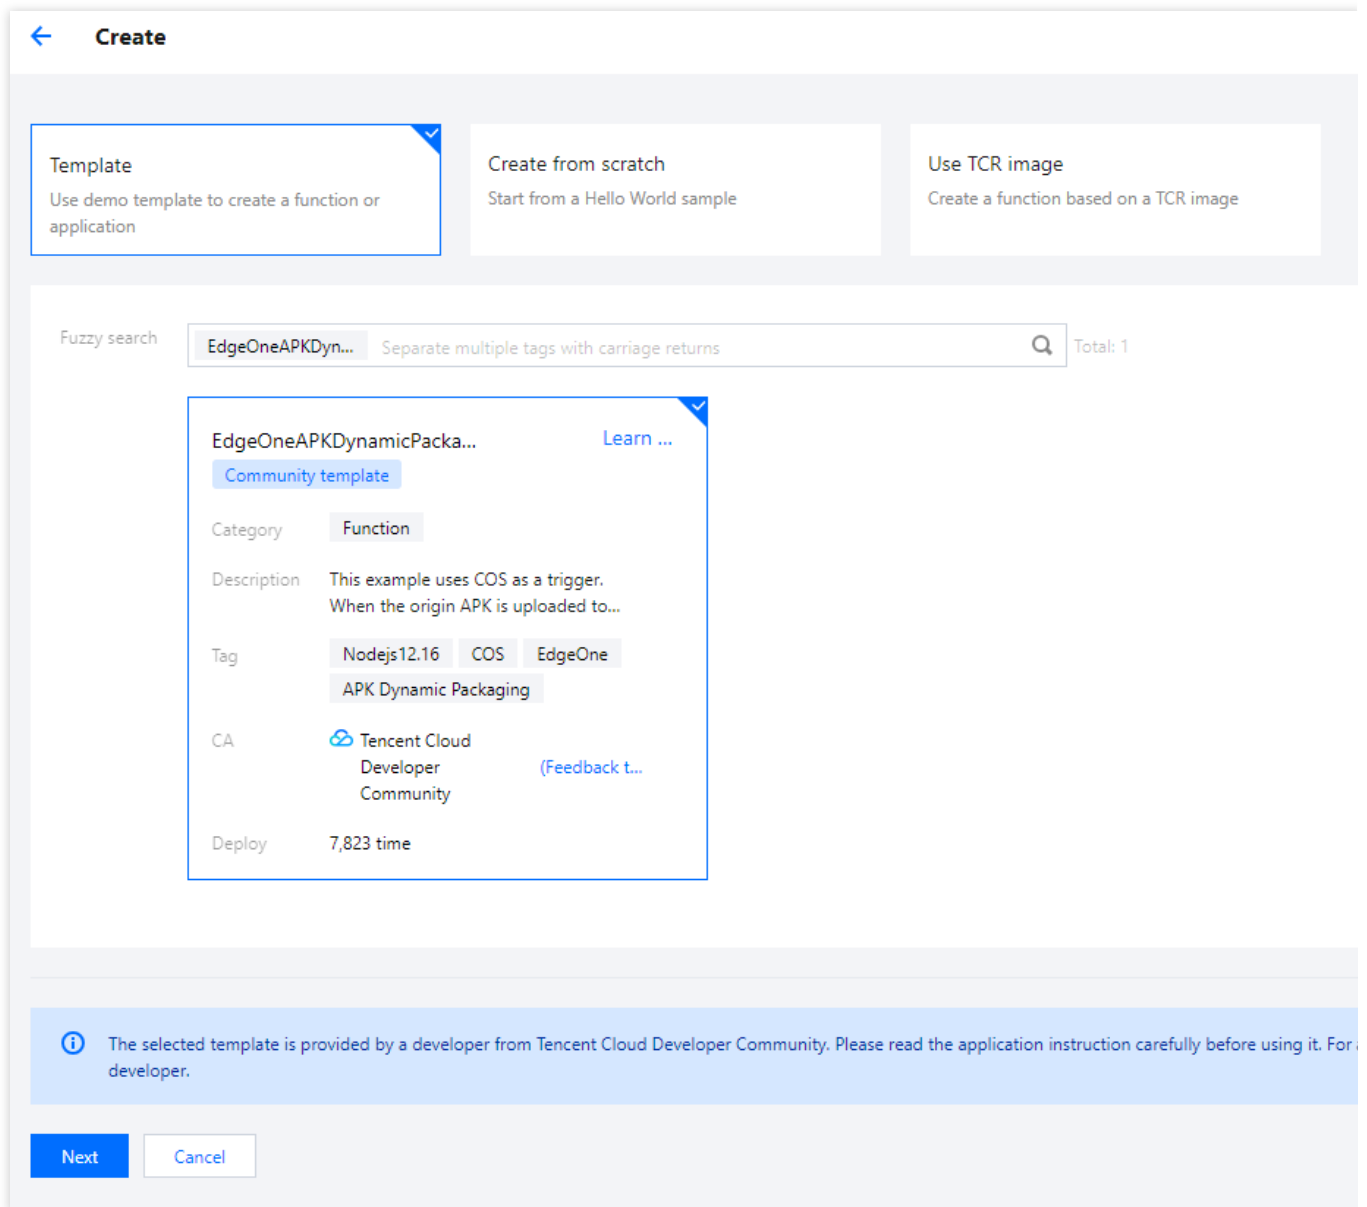 Create
Template
Use demo template to create a function or
application
Create from scratch
Start from a Hello World sample
Use TCR image
Create a function based on a TCR image
Fuzzy search
EdgeOneAPKDyn...
Separate multiple tags with carriage returns
Total: 1
EdgeOneAPKDynamicPacka...
Learn ...
Community template
Category
Function
Description
This example uses COS as a trigger.
When the origin APK is uploaded to...
Tag
Nodejs12.16
COS
EdgeOne
APK Dynamic Packaging
CA
Tencent Cloud
Developer
Community
(Feedback t...
Deploy
7,823 time
The selected template is provided by a developer from Tencent Cloud Developer Community. Please read the application instruction carefully before using it. For
developer.
Next
Cancel